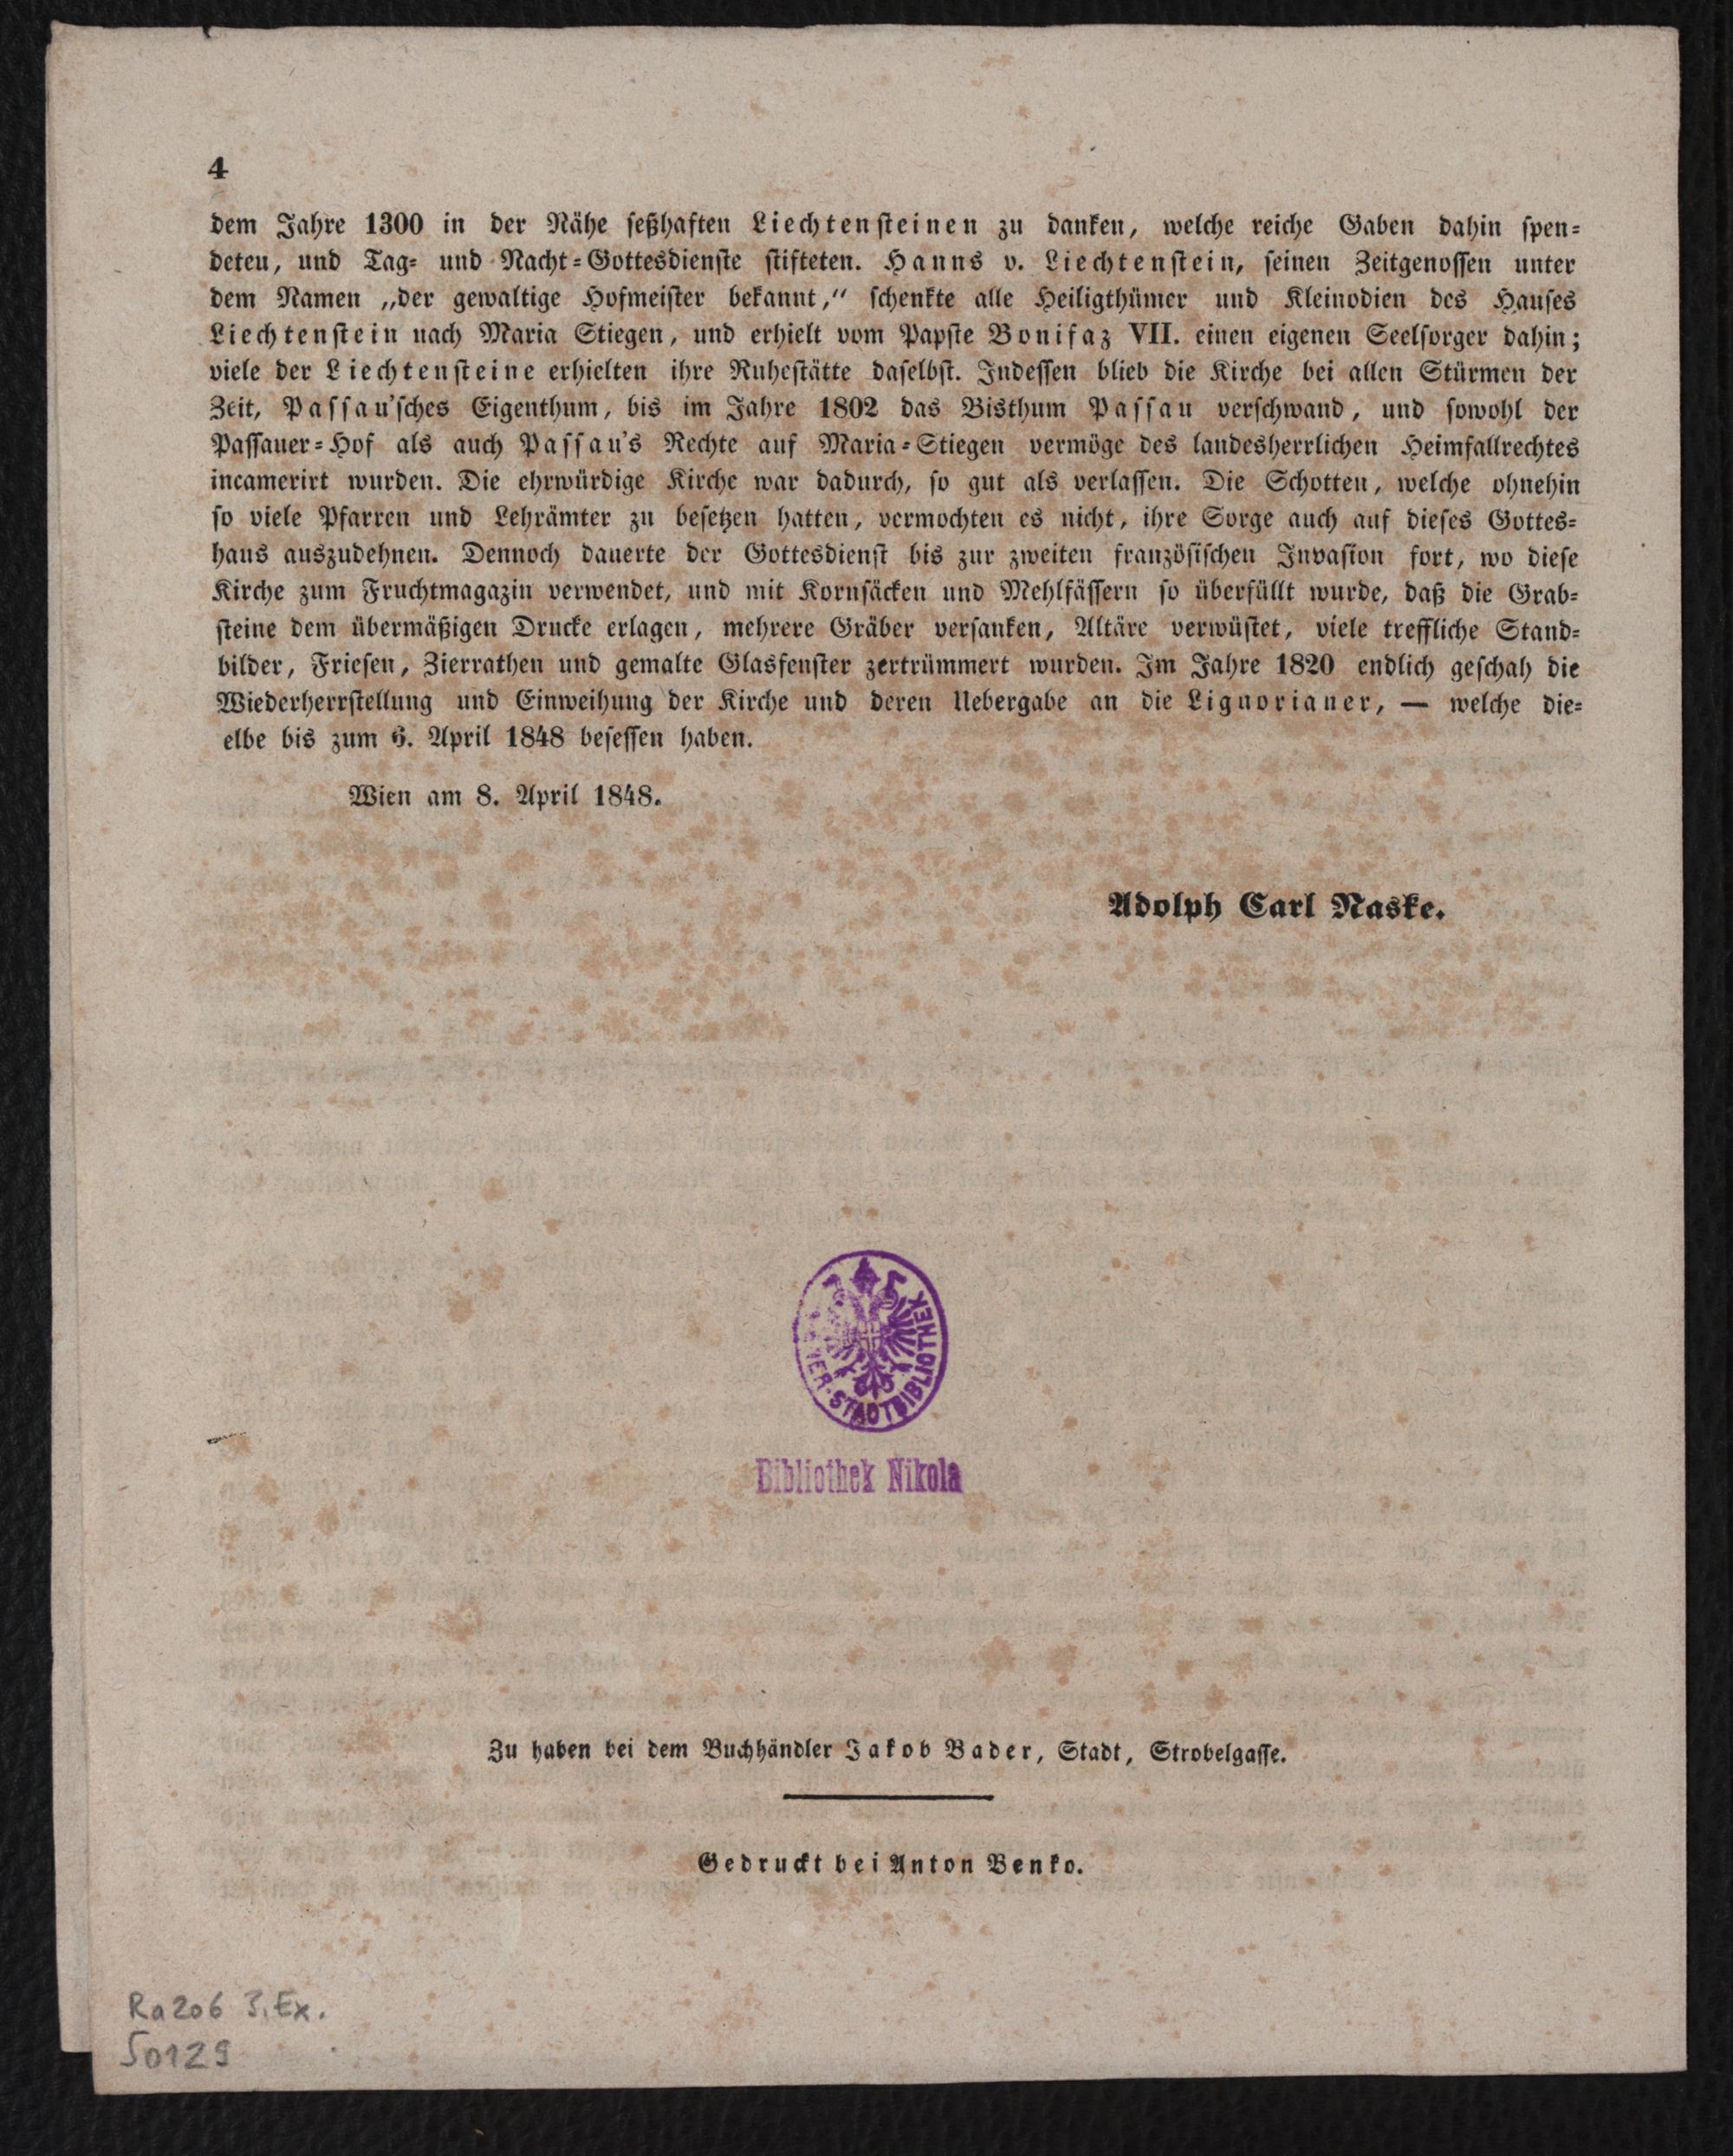 4
dem Jahre 1300 in der Nähe seßhaften Liechtensteinen zu danken, welche reiche Gaben dahin spen-
deten, und Tag- und Nacht-Gottesdienste stifteten. Hanns v. Liechtenstein, seinen Zeitgenossen unter
dem Namen „der gewaltige Hofmeister bekannt,“ schenkte alle Heiligthümer und Kleinodien des Hauses
Liechtenstein nach Maria Stiegen, und erhielt vom Papste Bonifaz VII. einen eigenen Seelsorger dahin;
viele der Liechtensteine erhielten ihre Ruhestätte daselbst. Indessen blieb die Kirche bei allen Stürmen der
Zeit, Passau'sches Eigenthum, bis im Jahre 1802 das Bisthum Passau verschwand, und sowohl der
Passauer-Hof als auch Passau's Rechte auf Maria-Stiegen vermöge des landesherrlichen Heimfallrechtes
incamerirt wurden. Die ehrwürdige Kirche war dadurch, so gut als verlassen. Die Schotten, welche ohnehin
so viele Pfarren und Lehrämter zu besetzen hatten, vermochten es nicht, ihre Sorge auch auf dieses Gottes-
haus auszudehnen. Dennoch dauerte der Gottesdienst bis zur zweiten französischen Invasion fort, wo diese
Kirche zum Fruchtmagazin verwendet, und mit Kornsäcken und Mehlfässern so überfüllt wurde, daß die Grab-
steine dem übermäßigen Drucke erlagen, mehrere Gräber versanken, Altäre verwüstet, viele treffliche Stand-
bilder, Friesen, Zierrathen und gemalte Glasfenster zertrümmert wurden. Im Jahre 1820 endlich geschah die
Wiederherrstellung und Einweihung der Kirche und deren Uebergabe an die Liguorianer, — welche die-
elbe bis zum 6. April 1848 besessen haben.
Wien am 8. April 1848.
Adolph Carl Naske.
STADTBIBLIOTHEK
Bibliothek Nikola
Zu haben bei dem Buchhändler Jakob Bader, Stadt, Strobelgasse.
Gedruckt bei Anton Benko.
Ra 206 3. Ex.
50129